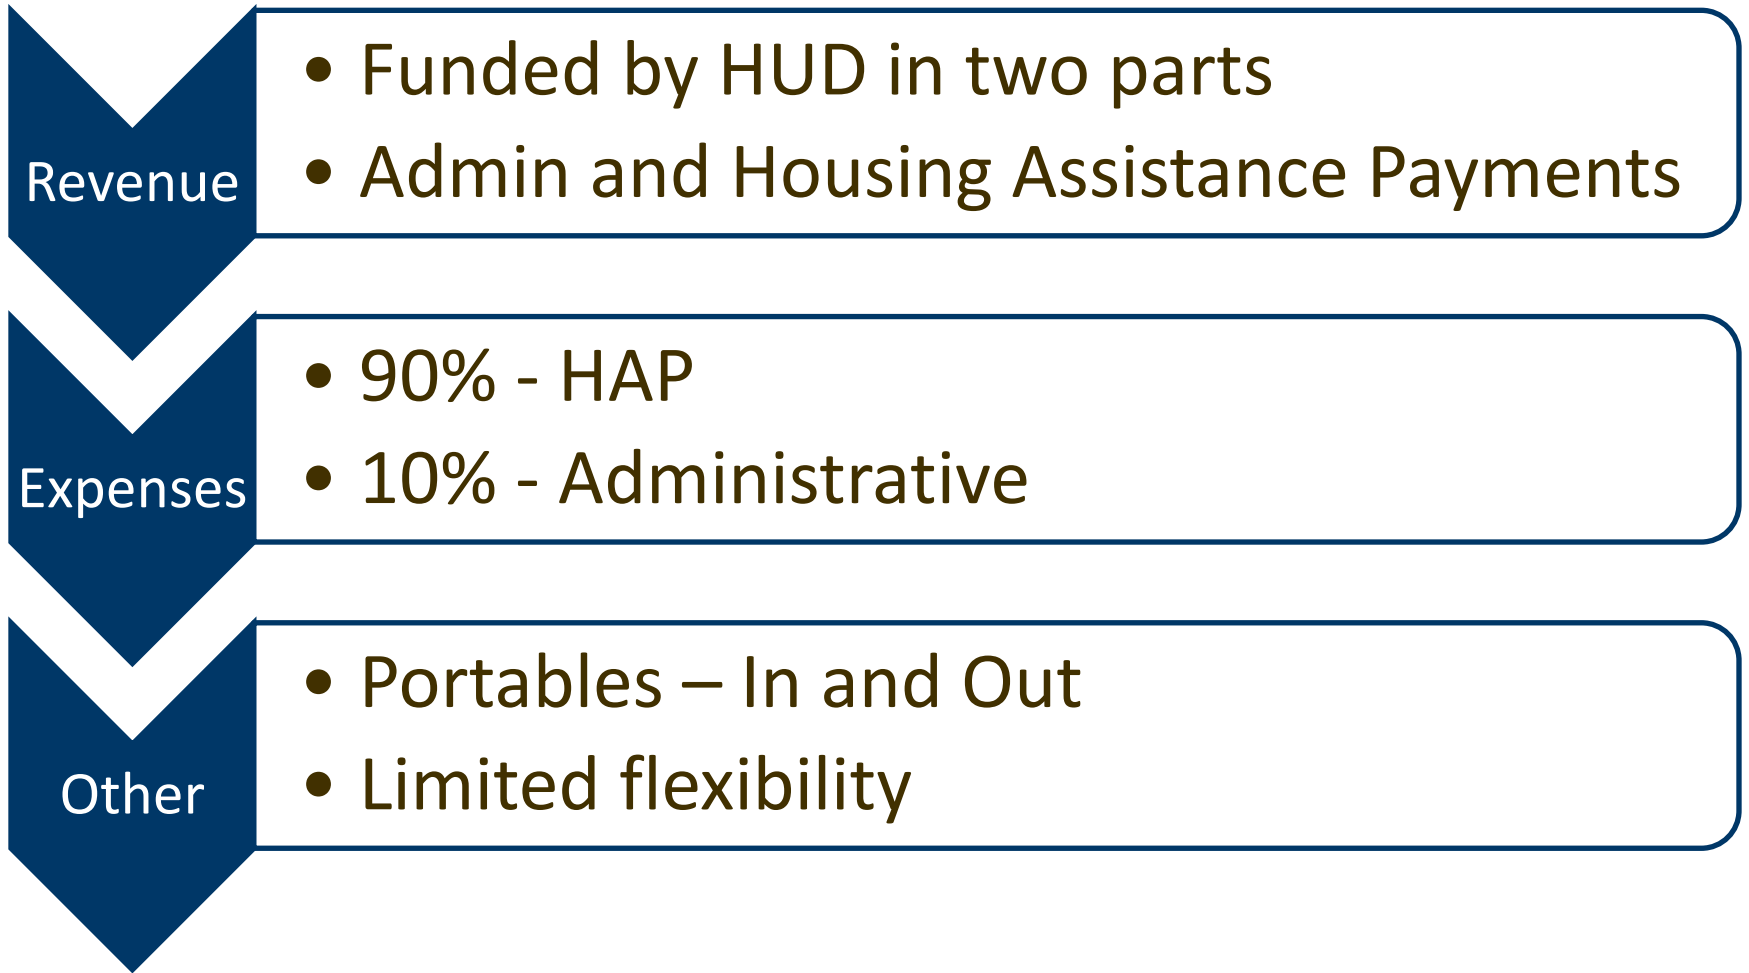 Revenue
• Funded by HUD in two parts
• Admin and Housing Assistance Payments
Expenses
• 90% - HAP
• 10% - Administrative
Other
• Portables – In and Out
• Limited flexibility